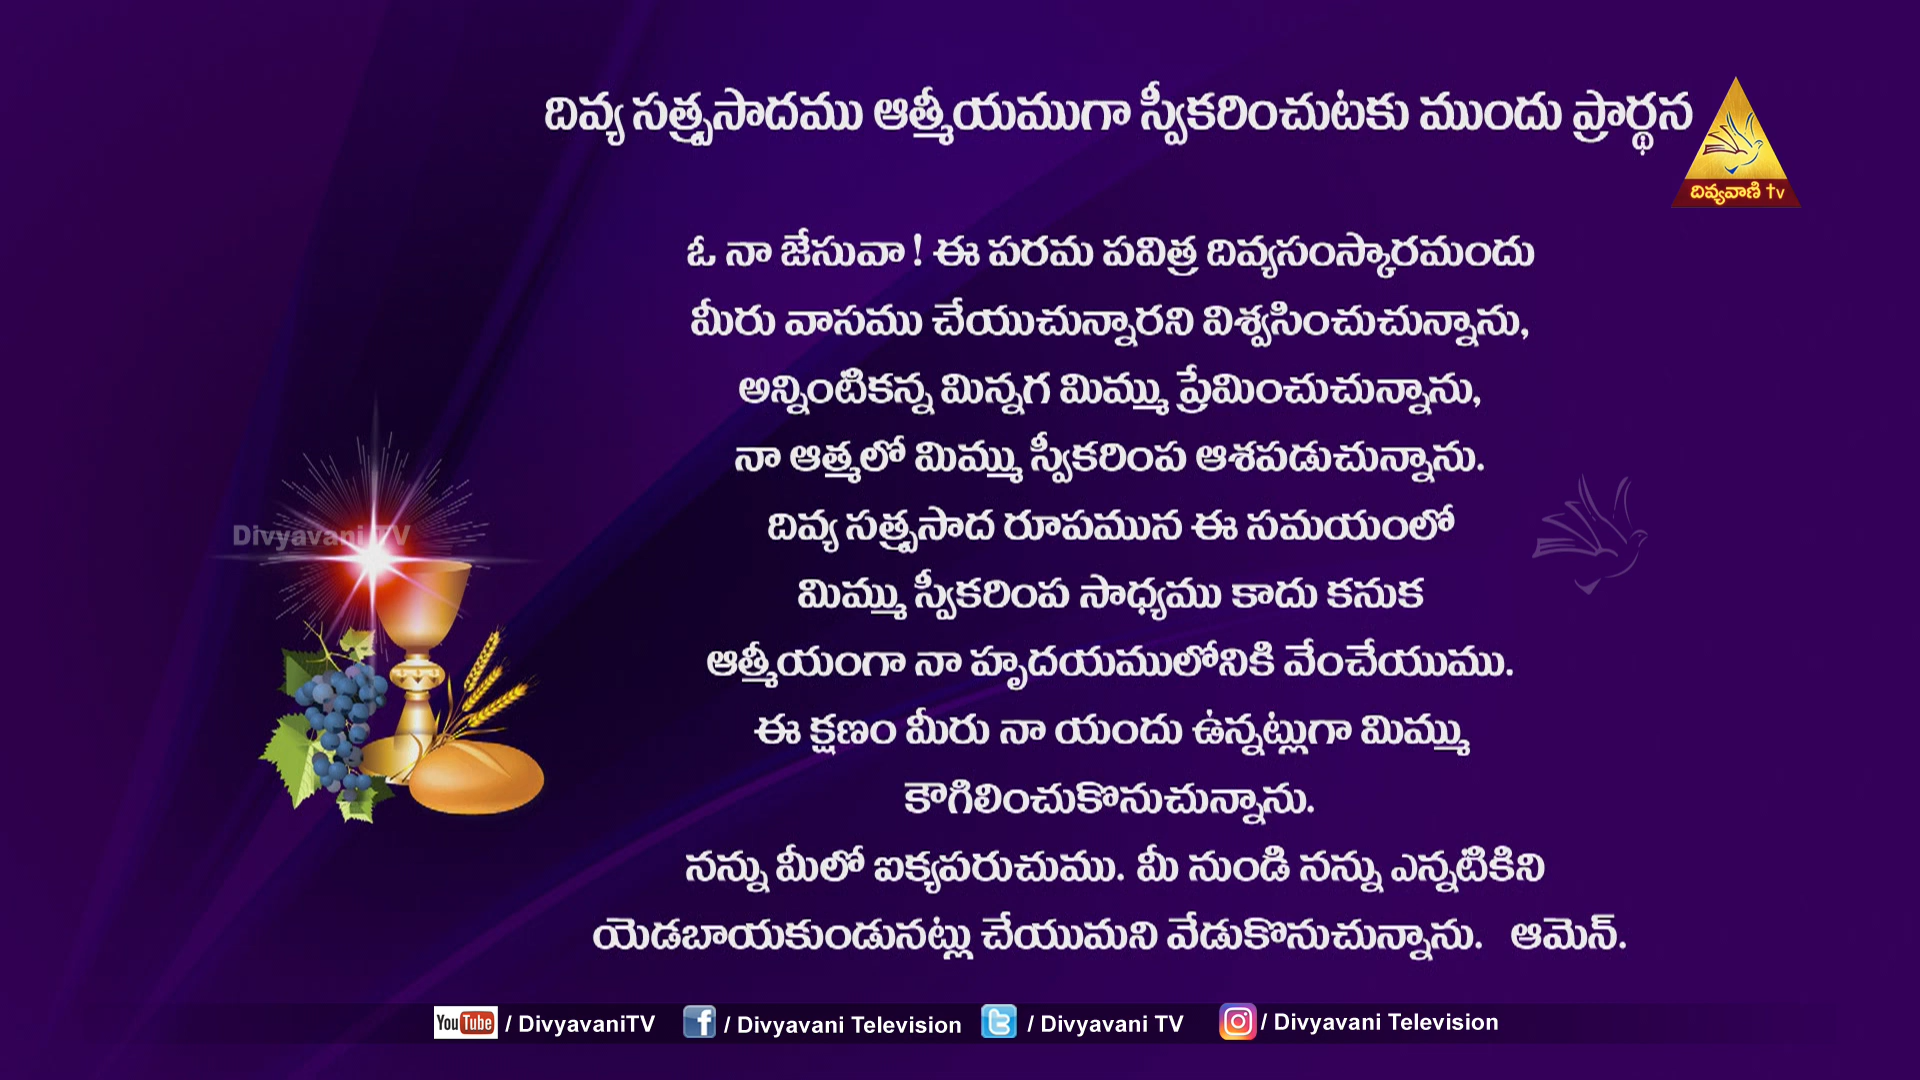 దివ్య సత్ప్రసాదము ఆత్మీయముగా స్వీకరించుటకు ముందు ప్రార్థన
దివ్యవాణి tv
ఓ నా జేసువా ! ఈ పరమ పవిత్ర దివ్యసంస్కారమందు
మీరు వాసము చేయుచున్నారని విశ్వసించుచున్నాను,
అన్నింటికన్న మిన్నగ మిమ్ము ప్రేమించుచున్నాను,
నా ఆత్మలో మిమ్ము స్వీకరింప ఆశపడుచున్నాను.
దివ్య సత్ప్రసాద రూపమున ఈ సమయంలో
మిమ్ము స్వీకరింప సాధ్యము కాదు కనుక
ఆత్మీయంగా నా హృదయములోనికి వేంచేయుము.
ఈ క్షణం మీరు నా యందు ఉన్నట్లుగా మిమ్ము
కౌగిలించుకొనుచున్నాను.
నన్ను మీలో ఐక్యపరుచుము. మీ నుండి నన్ను ఎన్నటికిని
యెడబాయకుండునట్లు చేయుమని వేడుకొనుచున్నాను. ఆమెన్.
Divyavani TV
YouTube / DivyavaniTV f / Divyavani Television / Divyavani TV / Divyavani Television